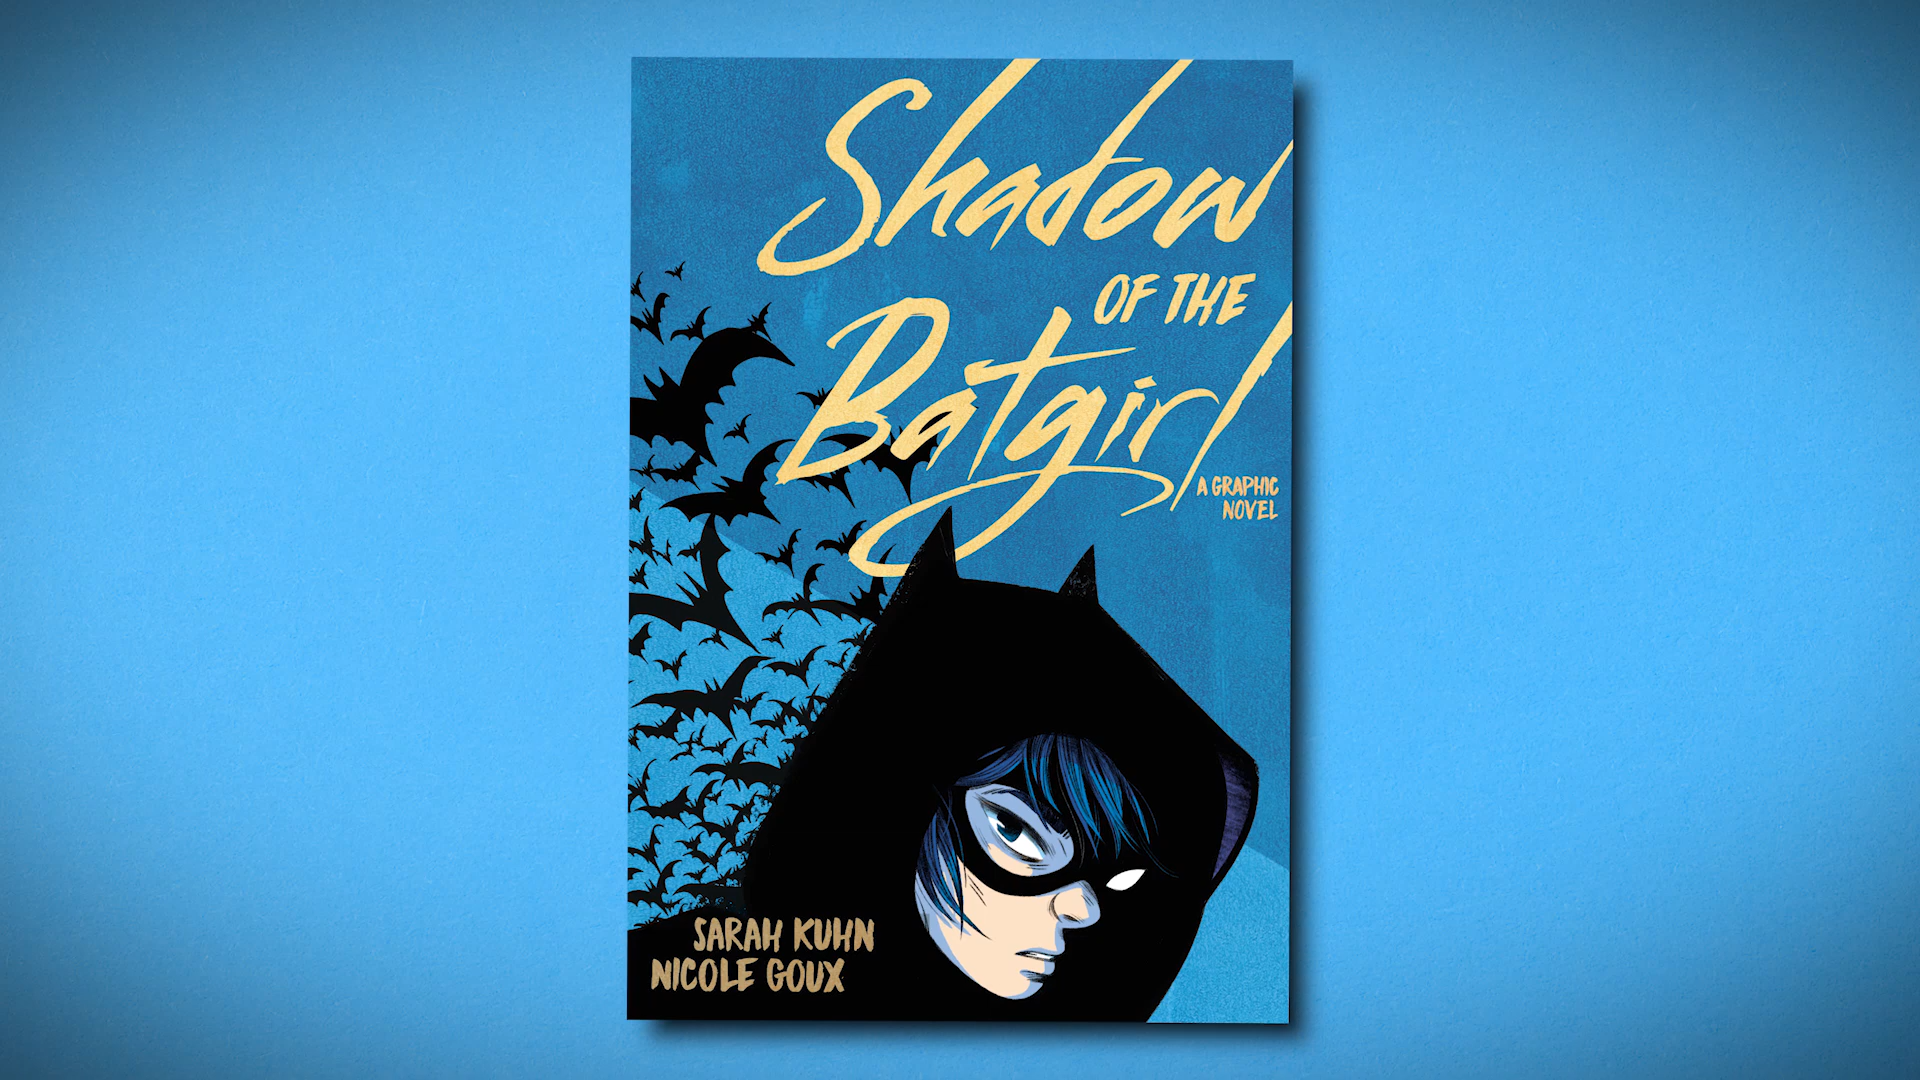 Shadow
OF THE
Batgirl
A GRAPHIC
NOVEL
SARAH KUHN
NICOLE GOUX